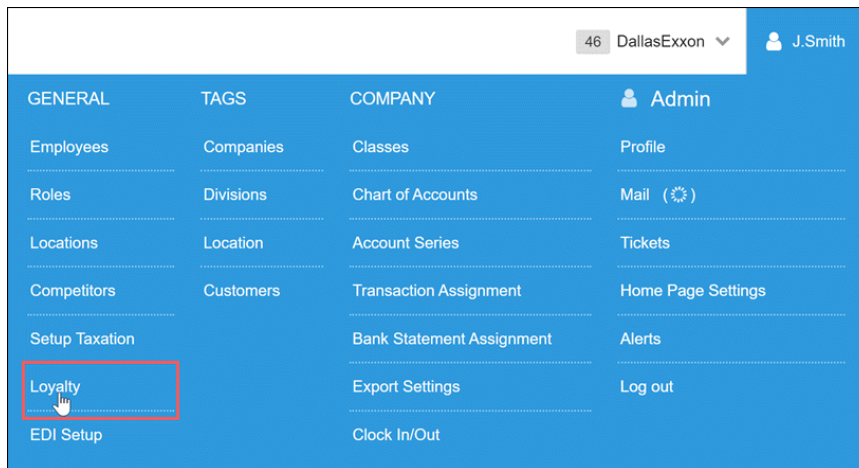 46 DallasExxon J.Smith
GENERAL TAGS COMPANY Admin
Employees Companies Classes Profile
Roles Divisions Chart of Accounts Mail ( )
Locations Location Account Series Tickets
Competitors Customers Transaction Assignment Home Page Settings
Setup Taxation Bank Statement Assignment Alerts
Loyalty Export Settings Log out
EDI Setup Clock In/Out